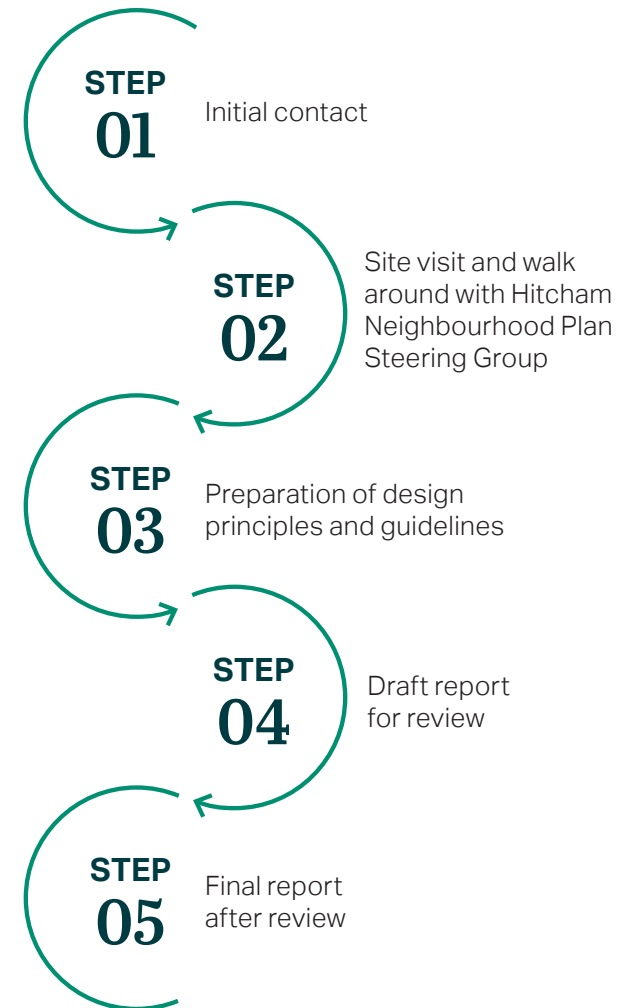 STEP
01
Initial contact
STEP
02
Site visit and walk
around with Hitcham
Neighbourhood Plan
Steering Group
STEP
03
Preparation of design
principles and guidelines
STEP
04
Draft report
for review
STEP
05
Final report
after review